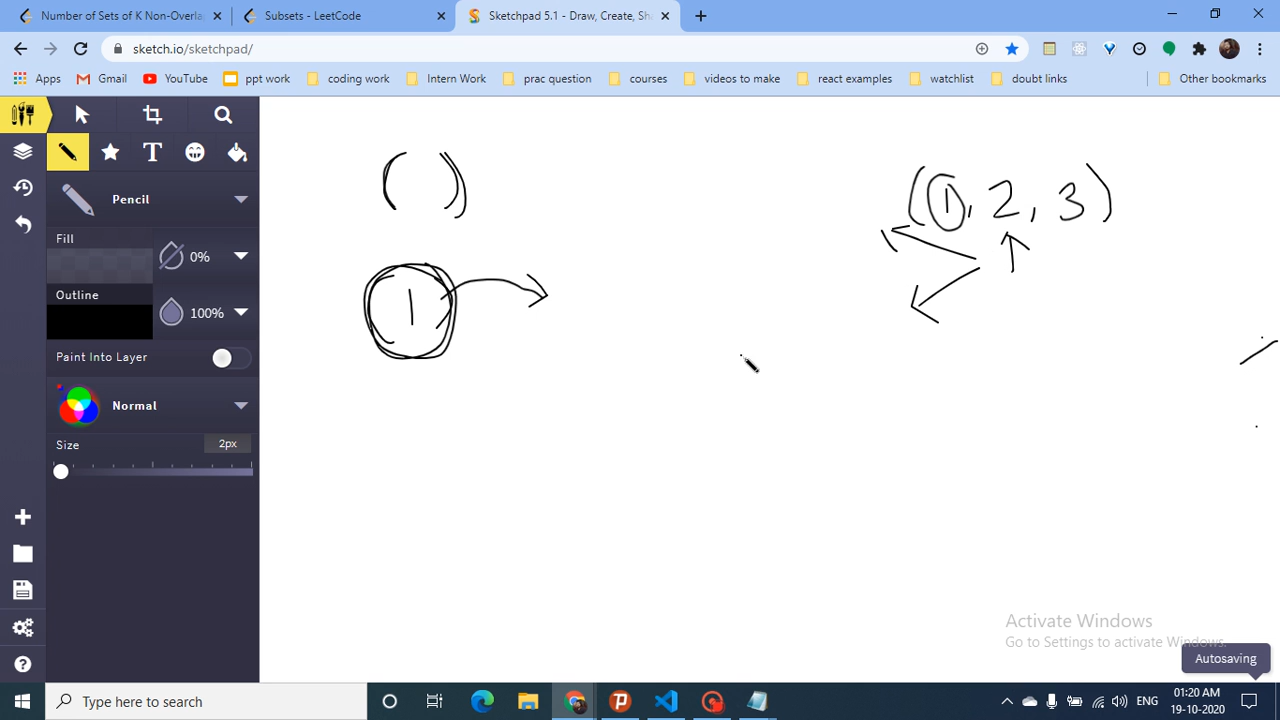 Number of Sets of K Non-Overla
Subsets - LeetCode
Sketchpad 5.1 - Draw, Create, Sh
sketch.io/sketchpad/
Apps
Gmail
YouTube
ppt work
coding work
Intern Work
prac question
courses
videos to make
react examples
watchlist
doubt links
Other bookmarks
Pencil
Fill
0%
Outline
100%
Paint Into Layer
Normal
Size
2px
( )
(1, 2, 3)
1
Activate Windows
Go to Settings to activate Windows.
Autosaving
Type here to search
ENG
01:20 AM
19-10-2020